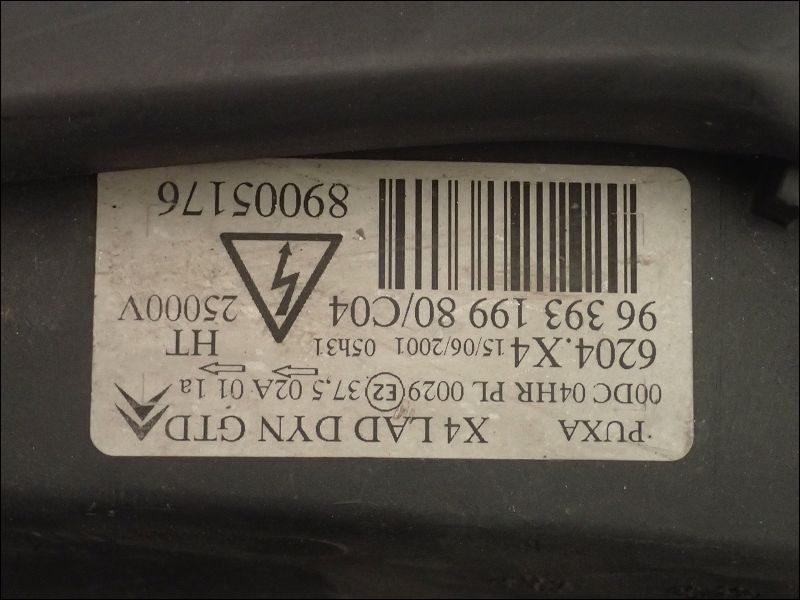 PUXA X4 LAD DYN GTD
00DC 04HR PL 0029 E2 37,5 02A 01 1a
6204.X4 15/06/2001 05h31 HT
96 393 199 80/C04 25000V
89005176